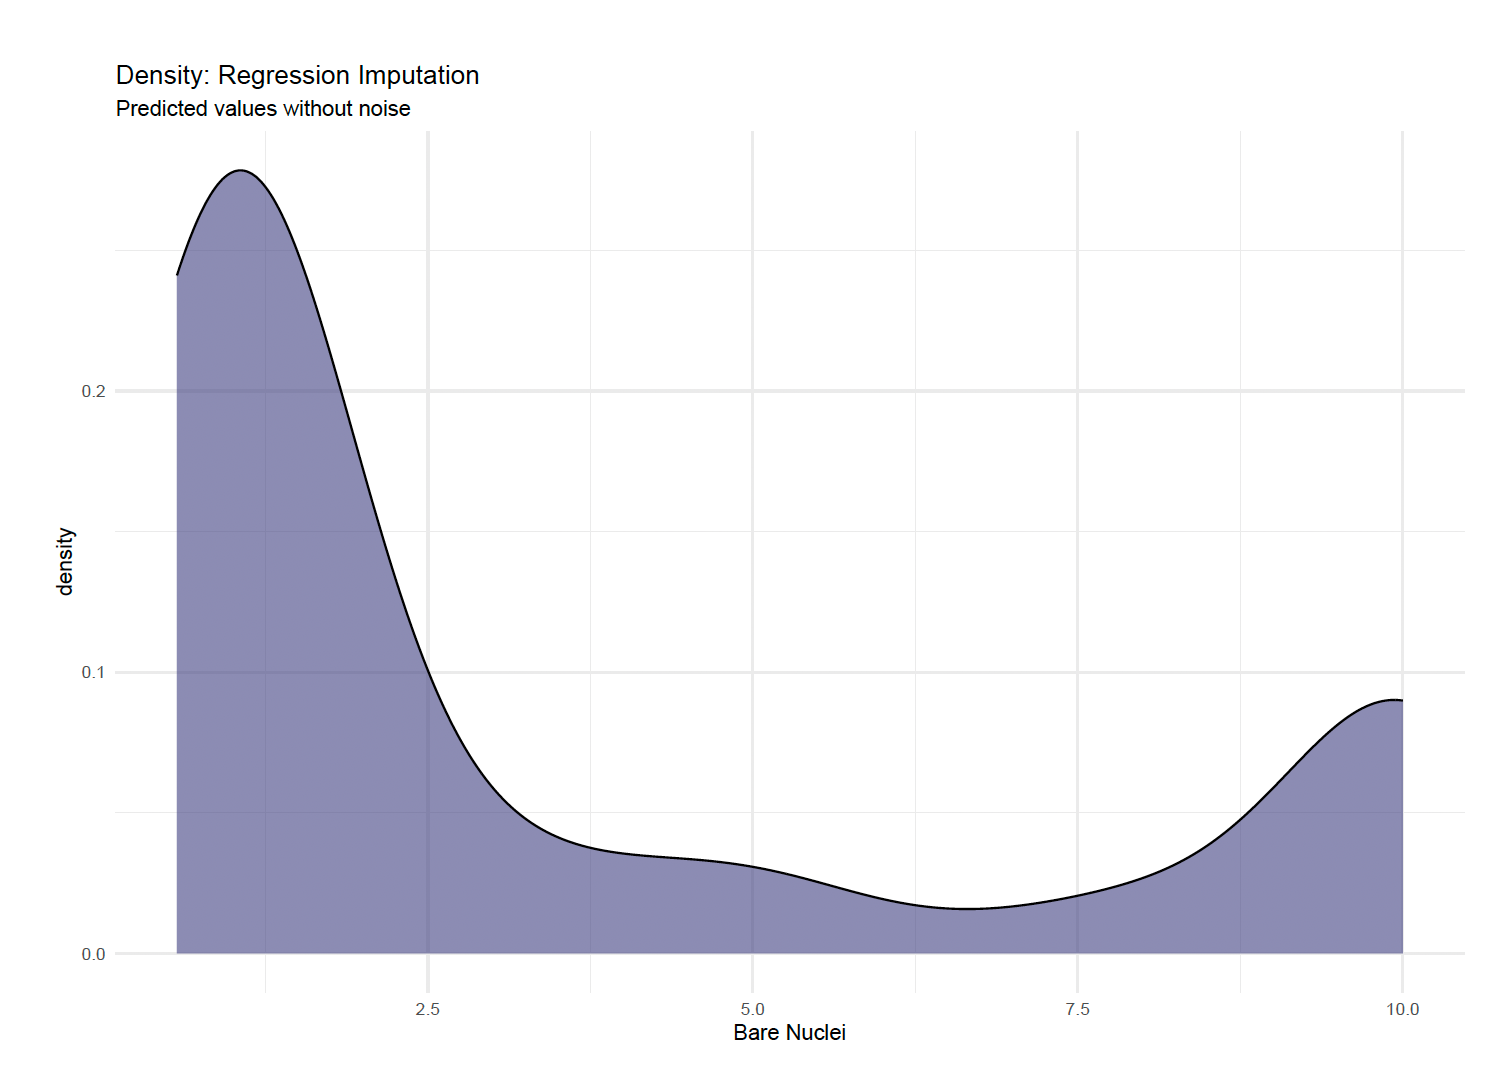 Density: Regression Imputation
Predicted values without noise
density
0.2
0.1
0.0
2.5 5.0 7.5 10.0
Bare Nuclei